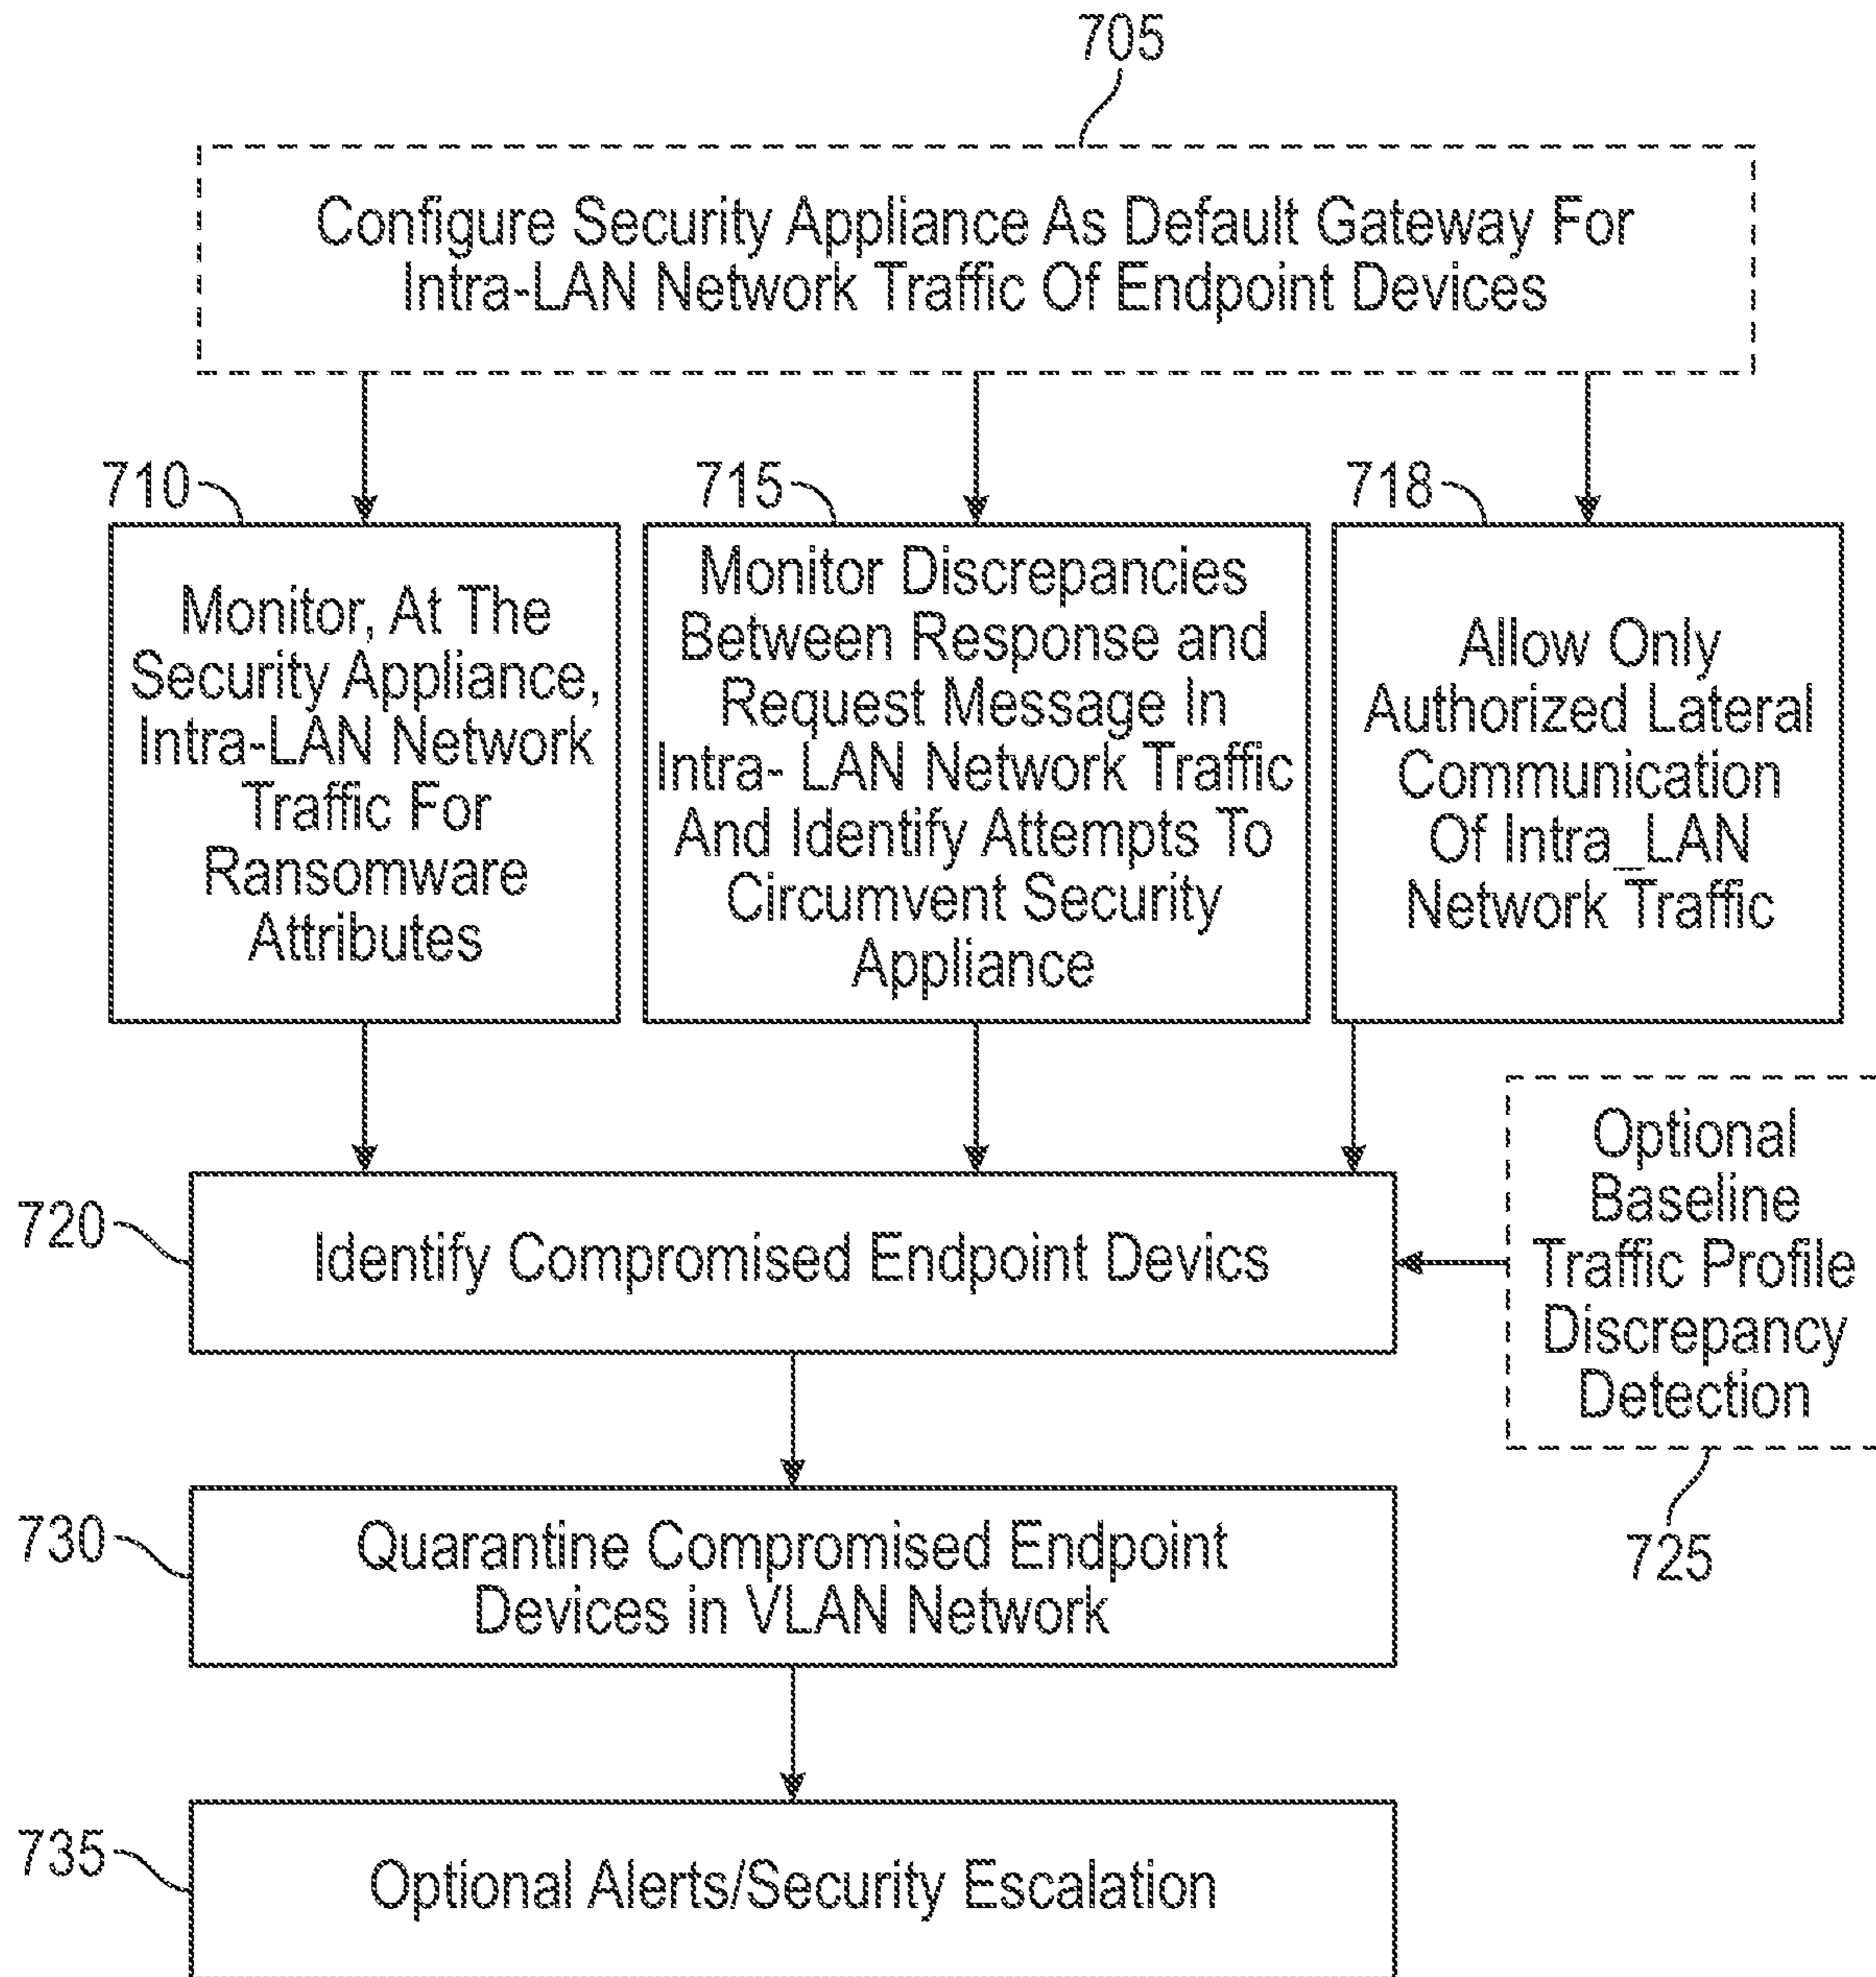 705
Configure Security Appliance As Default Gateway For
Intra-LAN Network Traffic Of Endpoint Devices
710
Monitor, At The
Security Appliance,
Intra-LAN Network
Traffic For
Ransomware
Attributes
715
Monitor Discrepancies
Between Response and
Request Message In
Intra- LAN Network Traffic
And Identify Attempts To
Circumvent Security
Appliance
718
Allow Only
Authorized Lateral
Communication
Of Intra_LAN
Network Traffic
720
Identify Compromised Endpoint Devics
Optional
Baseline
Traffic Profile
Discrepancy
Detection
725
730
Quarantine Compromised Endpoint
Devices in VLAN Network
735
Optional Alerts/Security Escalation